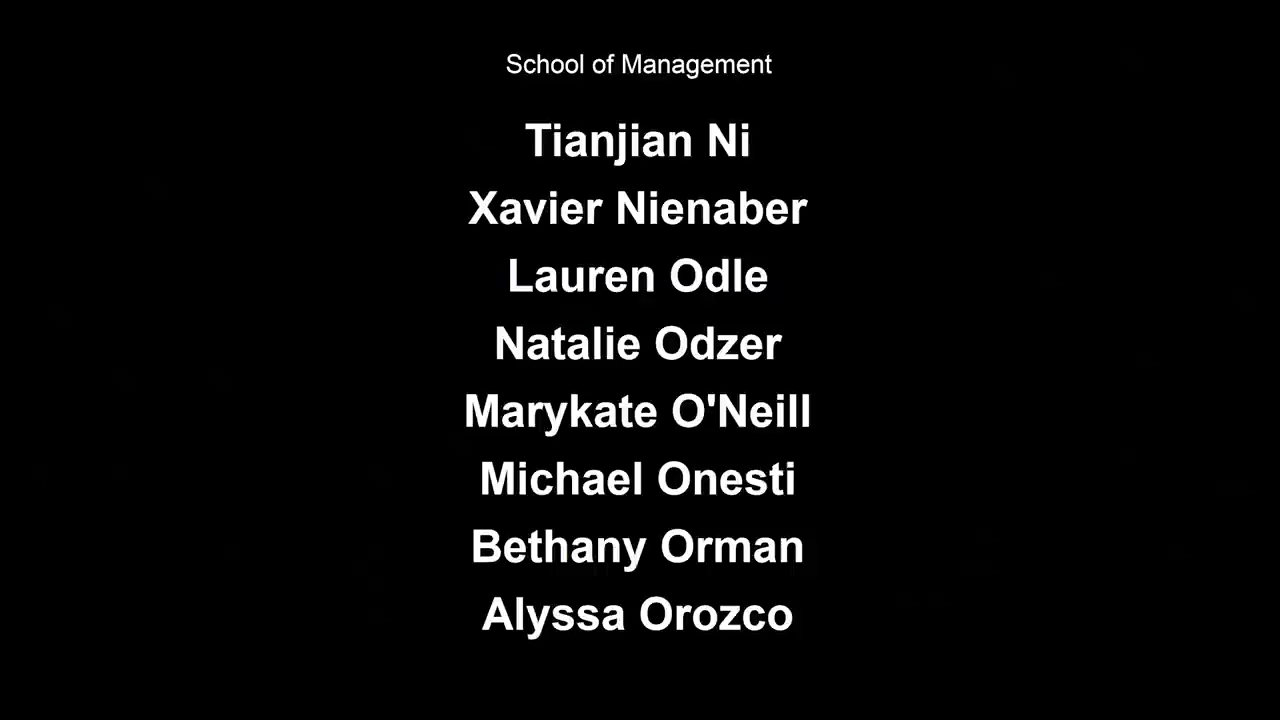 School of Management
Tianjian Ni
Xavier Nienaber
Lauren Odle
Natalie Odzer
Marykate O'Neill
Michael Onesti
Bethany Orman
Alyssa Orozco